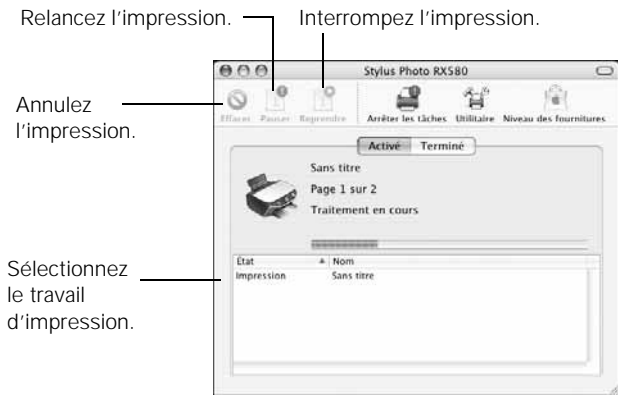 Relancez l'impression.
Interrompez l'impression.
Annulez
l'impression.
Sélectionnez
le travail
d'impression.
Stylus Photo RX580
Effacer Pauser Reprendre Arrêter les tâches Utilitaire Niveau des fournitures
Activé Terminé
Sans titre
Page 1 sur 2
Traitement en cours
État Nom
Impression Sans titre